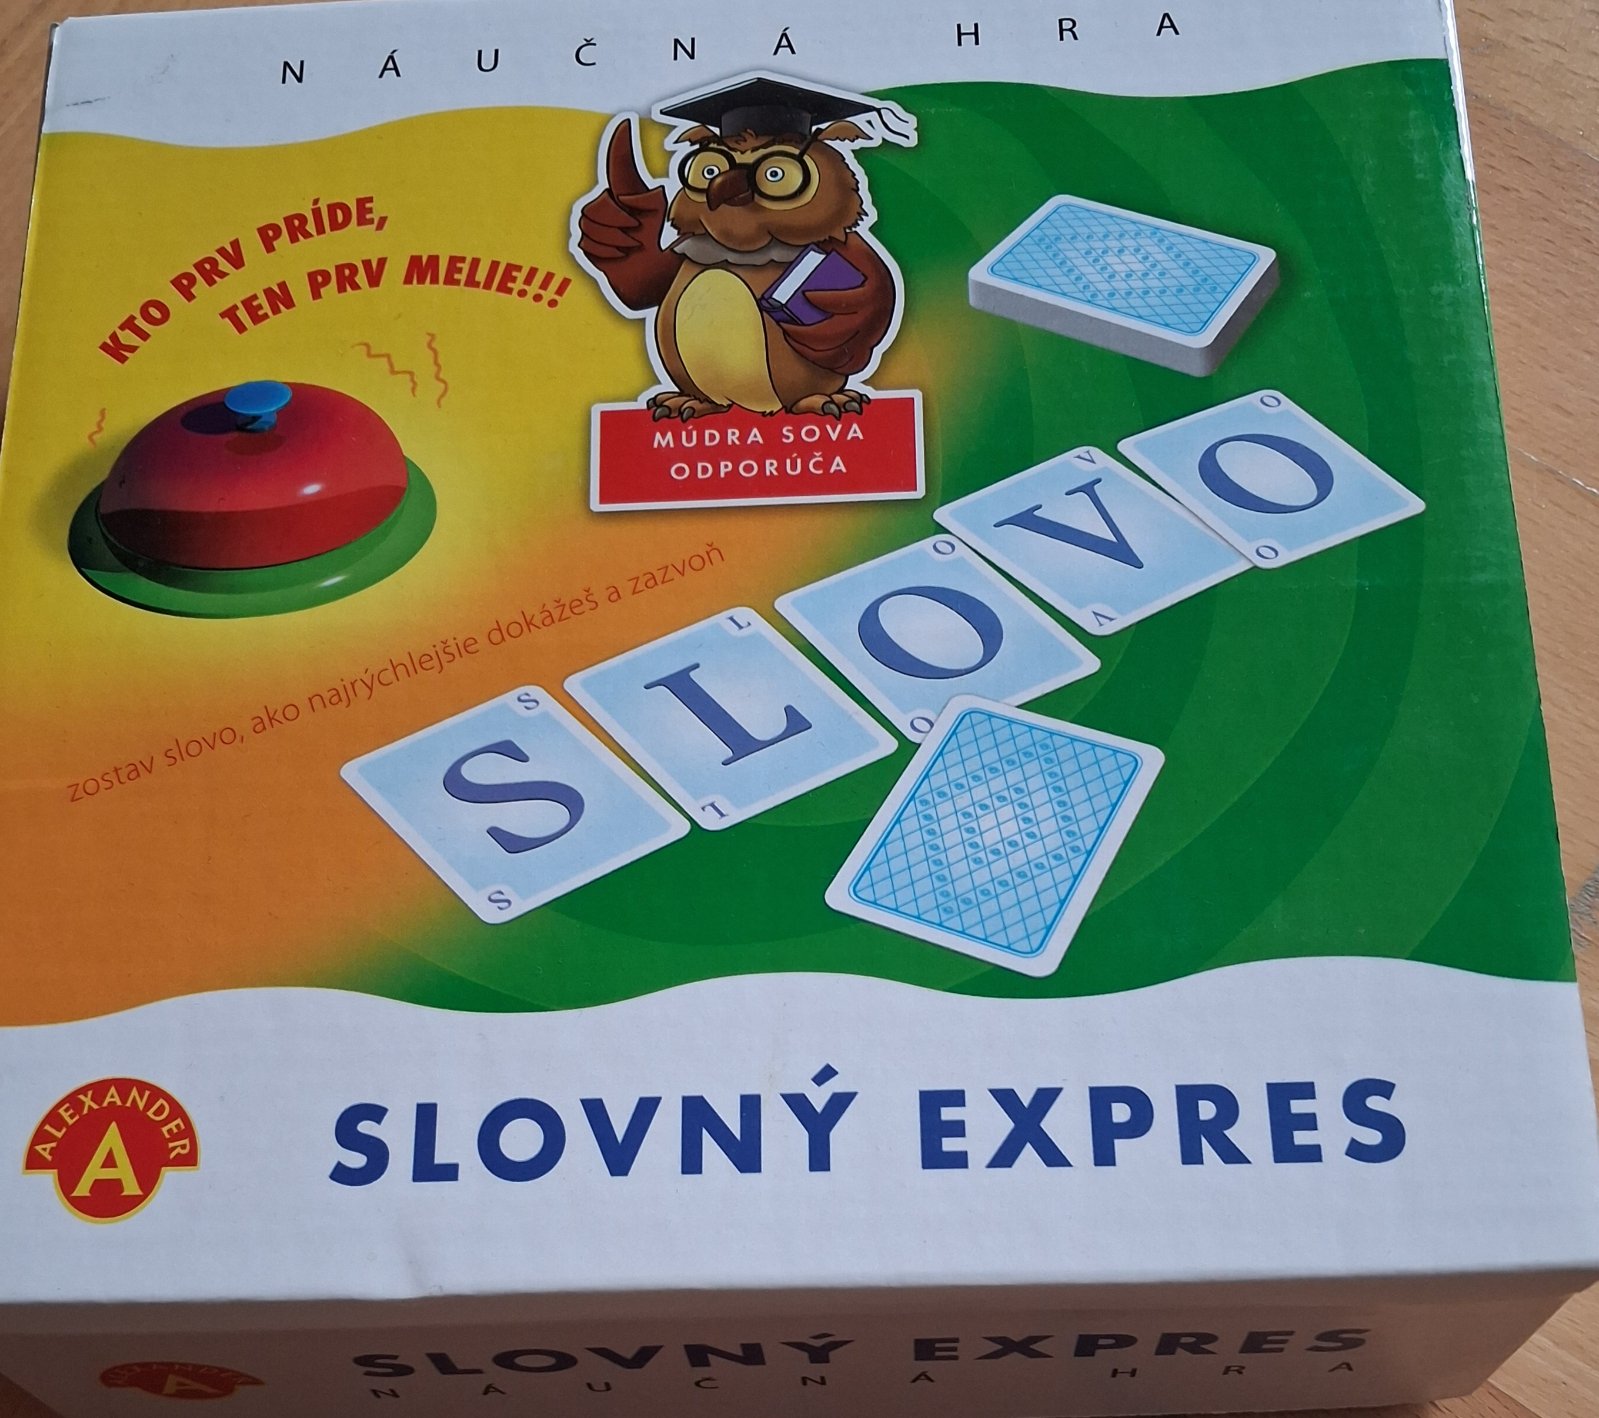 NÁUČNÁ HRA
KTO PRV PRÍDE,
TEN PRV MELIE!!!
MÚDRA SOVA
ODPORÚČA
zostav slovo, ako najrýchlejšie dokážeš a zazvoň
S S S
L L L
O O O
V V V
O O O
ALEXANDER
A
SLOVNÝ EXPRES
ALEXANDER
A
SLOVNÝ EXPRES
NÁUČNÁ HRA